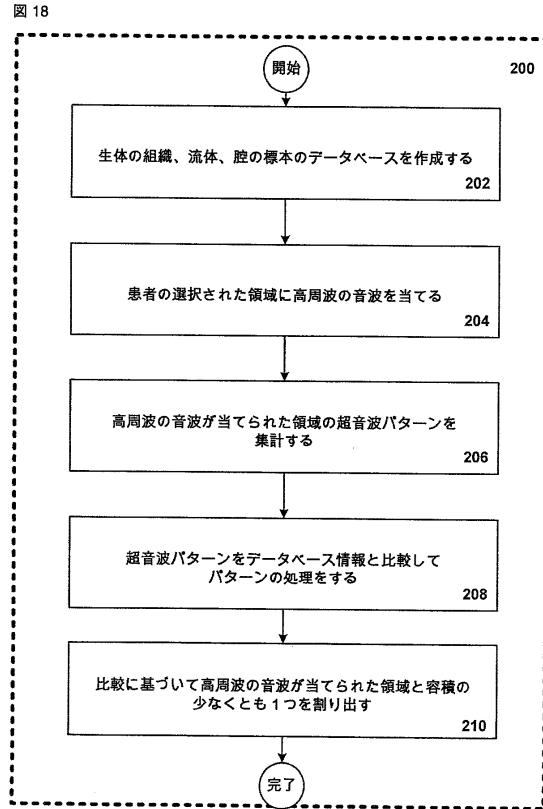 図 18
開始
200
生体の組織、流体、腔の標本のデータベースを作成する
202
患者の選択された領域に高周波の音波を当てる
204
高周波の音波が当てられた領域の超音波パターンを
集計する
206
超音波パターンをデータベース情報と比較して
パターンの処理をする
208
比較に基づいて高周波の音波が当てられた領域と容積の
少なくとも1つを割り出す
210
完了